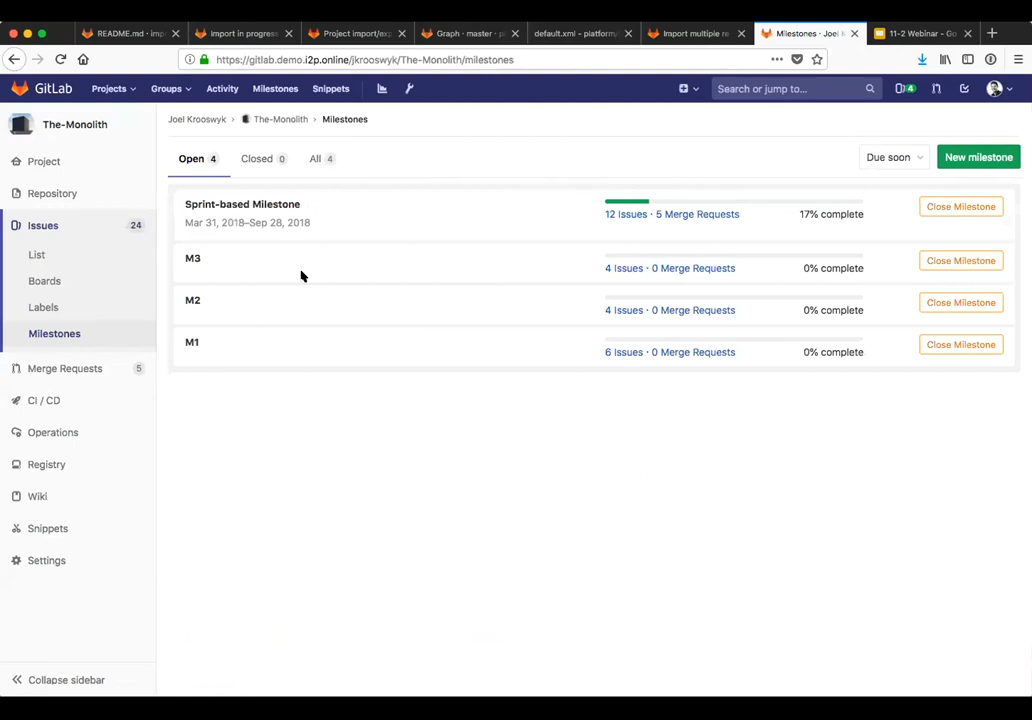 README.md · imp
Import in progress
Project import/exp
Graph · master · p
default.xml - platform
Import multiple re
Milestones · Joel
11-2 Webinar - Go
https://gitlab.demo.i2p.online/jkrooswyk/The-Monolith/milestones
GitLab Projects Groups Activity Milestones Snippets Search or jump to... 4
The-Monolith
Joel Krooswyk > The-Monolith > Milestones
Project
Repository
Issues 24
List
Boards
Labels
Milestones
Merge Requests 5
CI / CD
Operations
Registry
Wiki
Snippets
Settings
Collapse sidebar
Open 4 Closed 0 All 4 Due soon New milestone
Sprint-based Milestone
Mar 31, 2018–Sep 28, 2018
12 Issues · 5 Merge Requests 17% complete
Close Milestone
M3
4 Issues · 0 Merge Requests 0% complete
Close Milestone
M2
4 Issues · 0 Merge Requests 0% complete
Close Milestone
M1
6 Issues · 0 Merge Requests 0% complete
Close Milestone